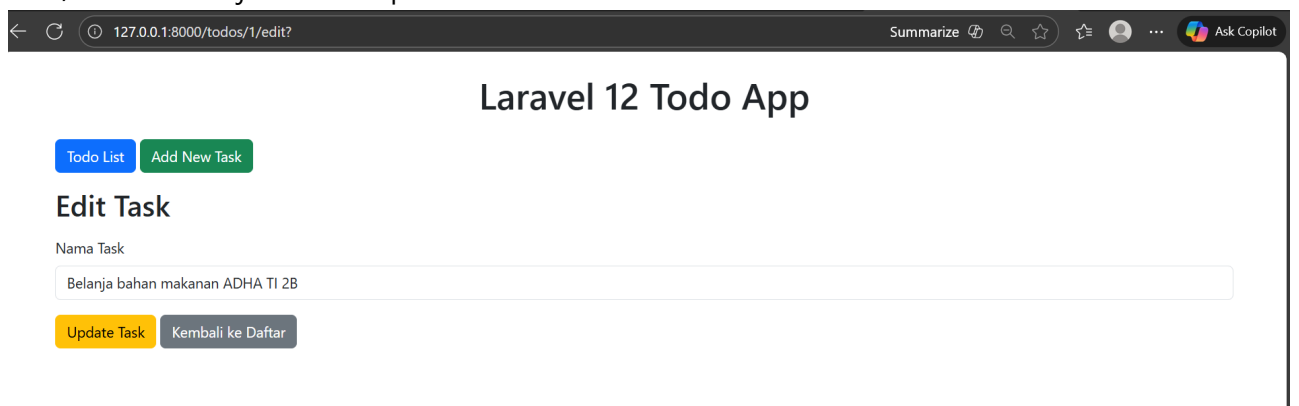 127.0.0.1:8000/todos/1/edit? Summarize Ask Copilot
Laravel 12 Todo App
Todo List Add New Task
Edit Task
Nama Task
Belanja bahan makanan ADHA TI 2B
Update Task Kembali ke Daftar